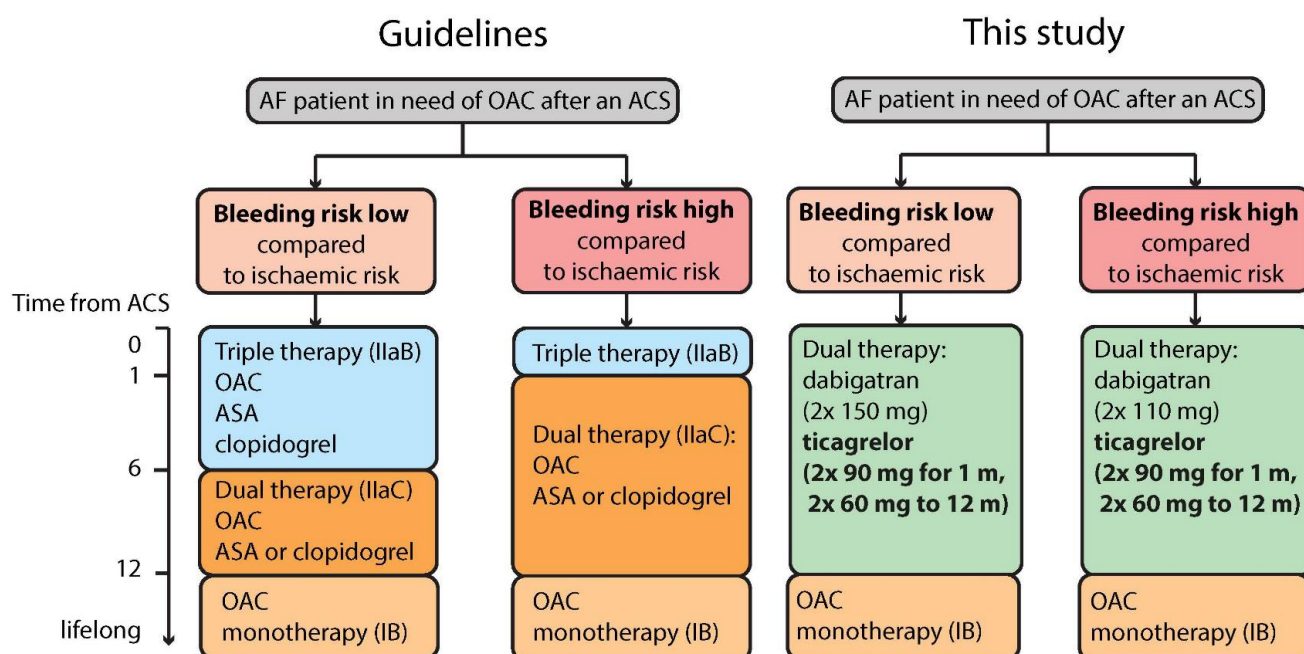 Guidelines
AF patient in need of OAC after an ACS
Bleeding risk low
compared
to ischaemic risk
Bleeding risk high
compared
to ischaemic risk
Time from ACS
0
1
6
12
lifelong
Triple therapy (IIaB)
OAC
ASA
clopidogrel
Dual therapy (IIaC)
OAC
ASA or clopidogrel
OAC
monotherapy (IB)
Triple therapy (IIaB)
Dual therapy (IIaC):
OAC
ASA or clopidogrel
OAC
monotherapy (IB)
This study
AF patient in need of OAC after an ACS
Bleeding risk low
compared
to ischaemic risk
Bleeding risk high
compared
to ischaemic risk
Dual therapy:
dabigatran
(2x 150 mg)
ticagrelor
(2x 90 mg for 1 m,
2x 60 mg to 12 m)
OAC
monotherapy (IB)
Dual therapy:
dabigatran
(2x 110 mg)
ticagrelor
(2x 90 mg for 1 m,
2x 60 mg to 12 m)
OAC
monotherapy (IB)